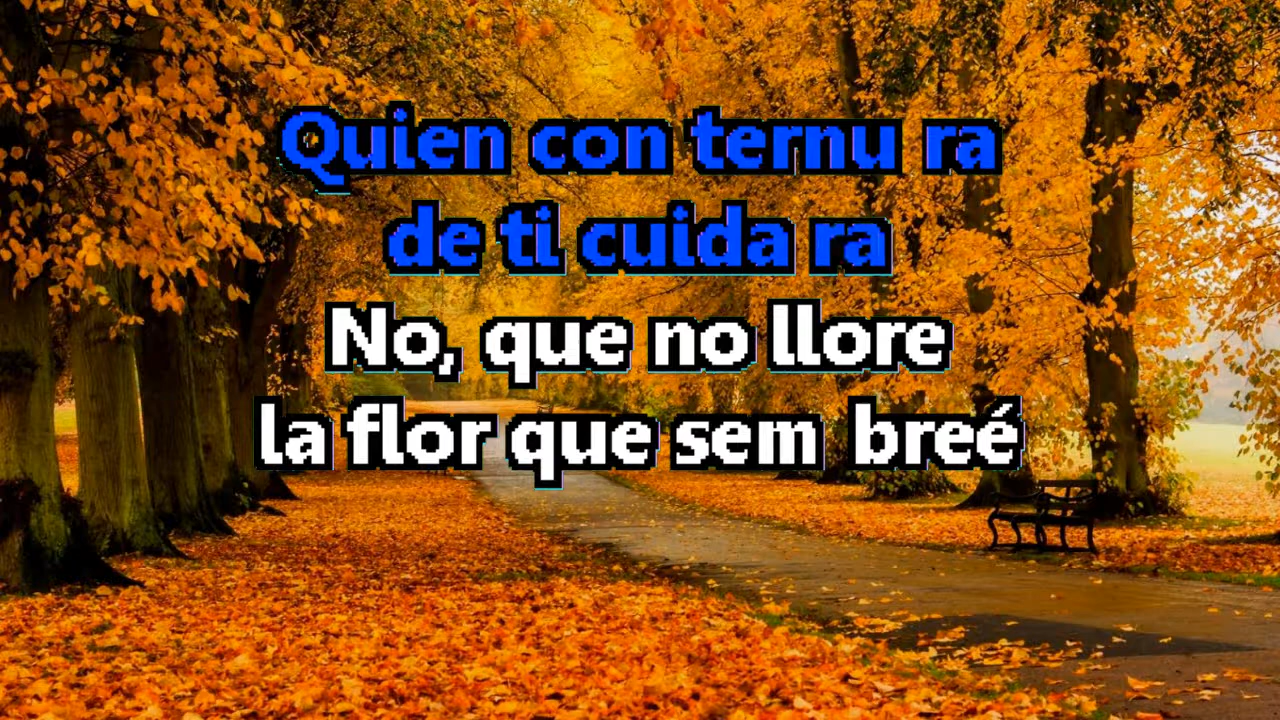 Quien con ternu ra
de ti cuida ra
No, que no llore
la flor que sem breé